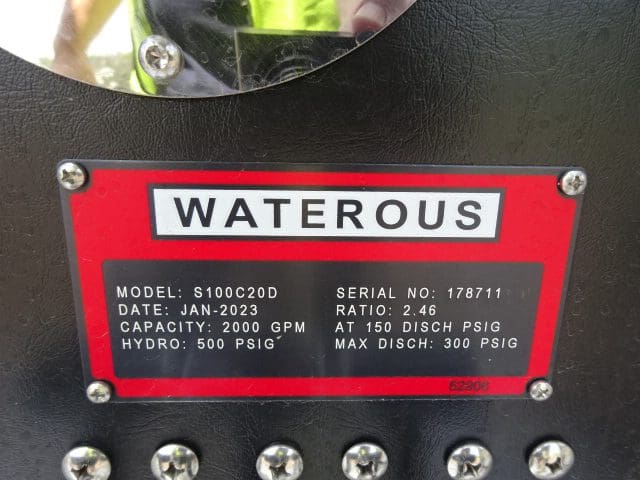 WATEROUS
MODEL: S100C20D SERIAL NO: 178711
DATE: JAN-2023 RATIO: 2.46
CAPACITY: 2000 GPM AT 150 DISCH PSIG
HYDRO: 500 PSIG MAX DISCH: 300 PSIG